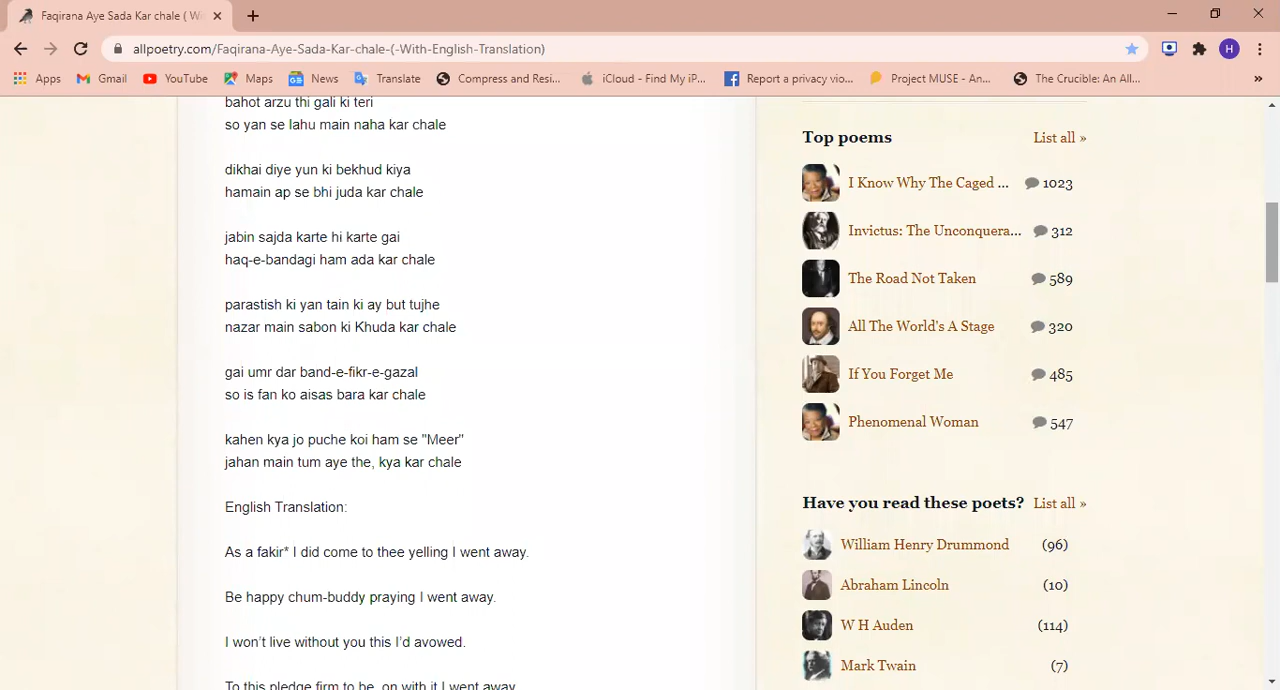 Faqirana Aye Sada Kar chale ( Wi
allpoetry.com/Faqirana-Aye-Sada-Kar-chale-(-With-English-Translation)
H
Apps Gmail YouTube Maps News Translate Compress and Resi... iCloud - Find My iP... Report a privacy vio... Project MUSE - An... The Crucible: An All... »
bahot arzu thi gali ki teri
so yan se lahu main naha kar chale
dikhai diye yun ki bekhud kiya
hamain ap se bhi juda kar chale
jabin sajda karte hi karte gai
haq-e-bandagi ham ada kar chale
parastish ki yan tain ki ay but tujhe
nazar main sabon ki Khuda kar chale
gai umr dar band-e-fikr-e-gazal
so is fan ko aisas bara kar chale
kahen kya jo puche koi ham se "Meer"
jahan main tum aye the, kya kar chale
English Translation:
As a fakir* I did come to thee yelling I went away.
Be happy chum-buddy praying I went away.
I won't live without you this I'd avowed.
To this pledge firm to be, on with it I went away
Top poems List all »
I Know Why The Caged ... 1023
Invictus: The Unconquera... 312
The Road Not Taken 589
All The World's A Stage 320
If You Forget Me 485
Phenomenal Woman 547
Have you read these poets? List all »
William Henry Drummond (96)
Abraham Lincoln (10)
W H Auden (114)
Mark Twain (7)